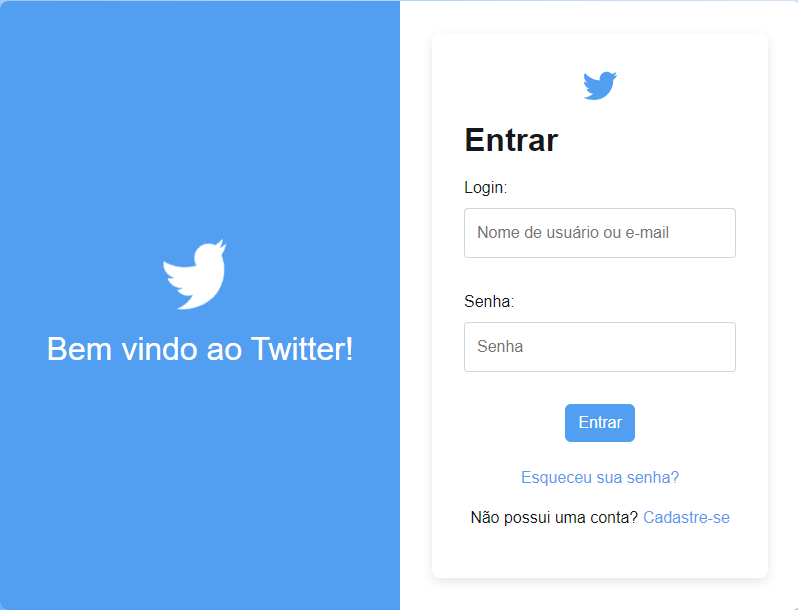 Bem vindo ao Twitter!
Entrar
Login:
Nome de usuário ou e-mail
Senha:
Senha
Entrar
Esqueceu sua senha?
Não possui uma conta? Cadastre-se